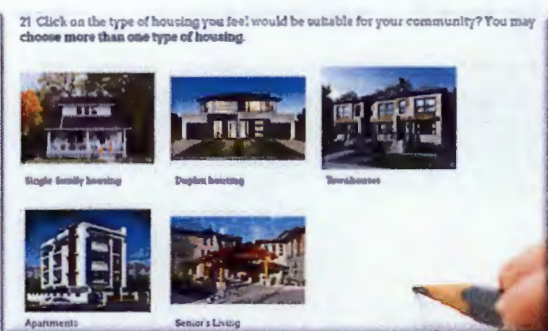 21 Click on the type of housing you feel would be suitable for your community? You may
choose more than one type of housing.
Single family housing
Duplex housing
Townhouses
Apartments
Senior's Living